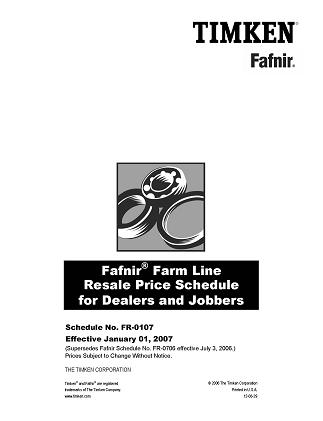 TIMKEN
Fafnir®
Fafnir® Farm Line
Resale Price Schedule
for Dealers and Jobbers
Schedule No. FR-0107
Effective January 01, 2007
(Supersedes Fafnir Schedule No. FR-0706 effective July 3, 2006.)
Prices Subject to Change Without Notice.
THE TIMKEN CORPORATION
Timken® and Fafnir® are registered
trademarks of The Timken Company.
www.timken.com
© 2006 The Timken Corporation
Printed in U.S.A.